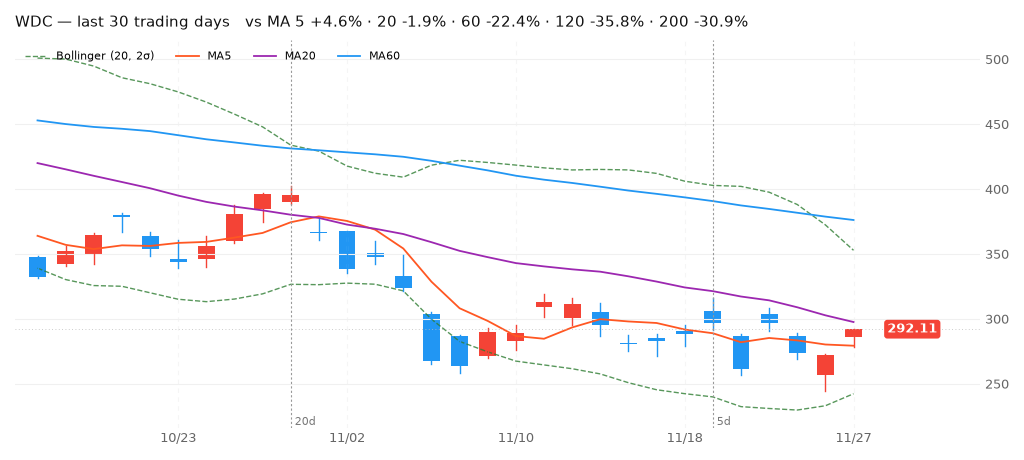 WDC — last 30 trading days   vs MA 5 +4.6% · 20 -1.9% · 60 -22.4% · 120 -35.8% · 200 -30.9%
Bollinger (20, 2σ)   MA5   MA20   MA60
500
450
400
350
300
292.11
250
20d
5d
10/23   11/02   11/10   11/18   11/27